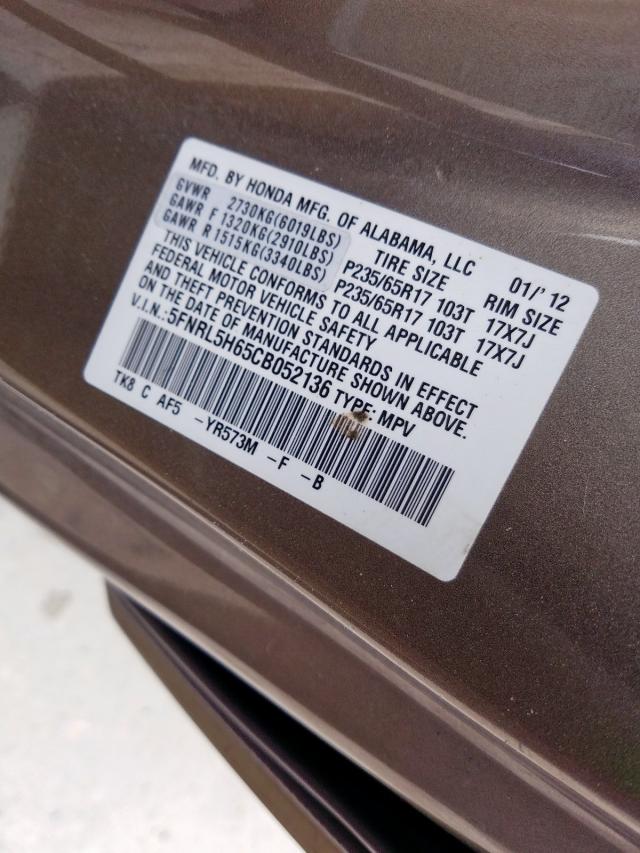 MFD. BY HONDA MFG. OF ALABAMA, LLC 01/' 12
GVWR 2730KG(6019LBS) TIRE SIZE RIM SIZE
GAWR F 1320KG(2910LBS) P235/65R17 103T 17X7J
GAWR R 1515KG(3340LBS) P235/65R17 103T 17X7J
THIS VEHICLE CONFORMS TO ALL APPLICABLE
FEDERAL MOTOR VEHICLE SAFETY
AND THEFT PREVENTION STANDARDS IN EFFECT
ON THE DATE OF MANUFACTURE SHOWN ABOVE.
V.I.N.:5FNRL5H65CB052136 TYPE: MPV
TK8 C AF5 -YR573M -F -B